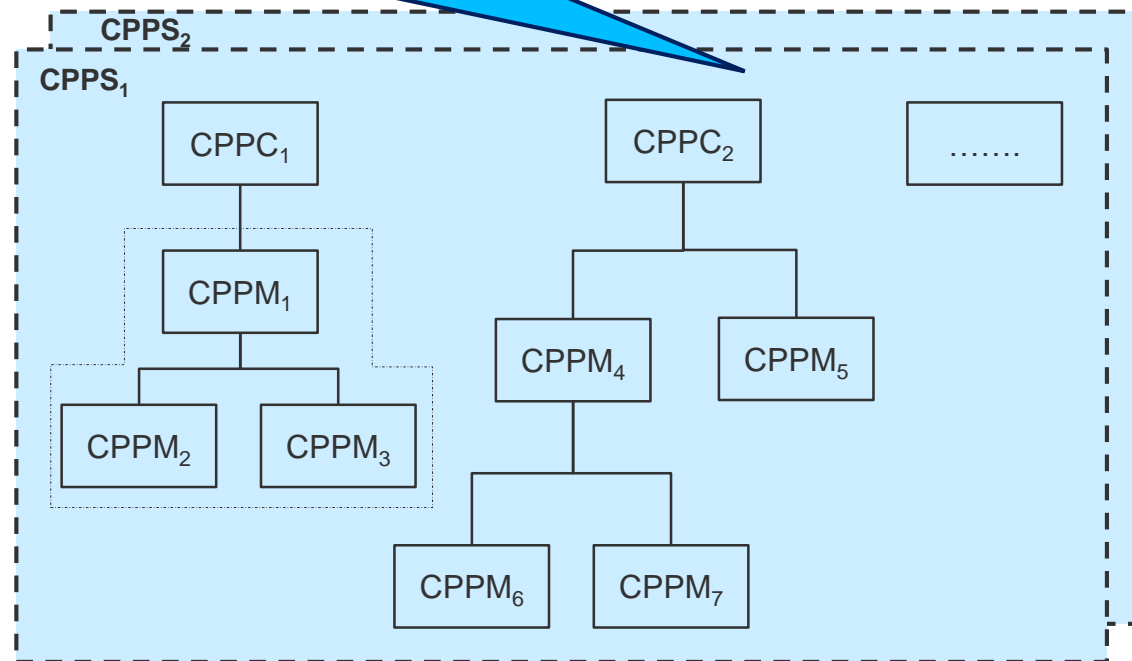 CPPS₂
CPPS₁
CPPC₁
CPPC₂
.......
CPPM₁
CPPM₄
CPPM₅
CPPM₂
CPPM₃
CPPM₆
CPPM₇